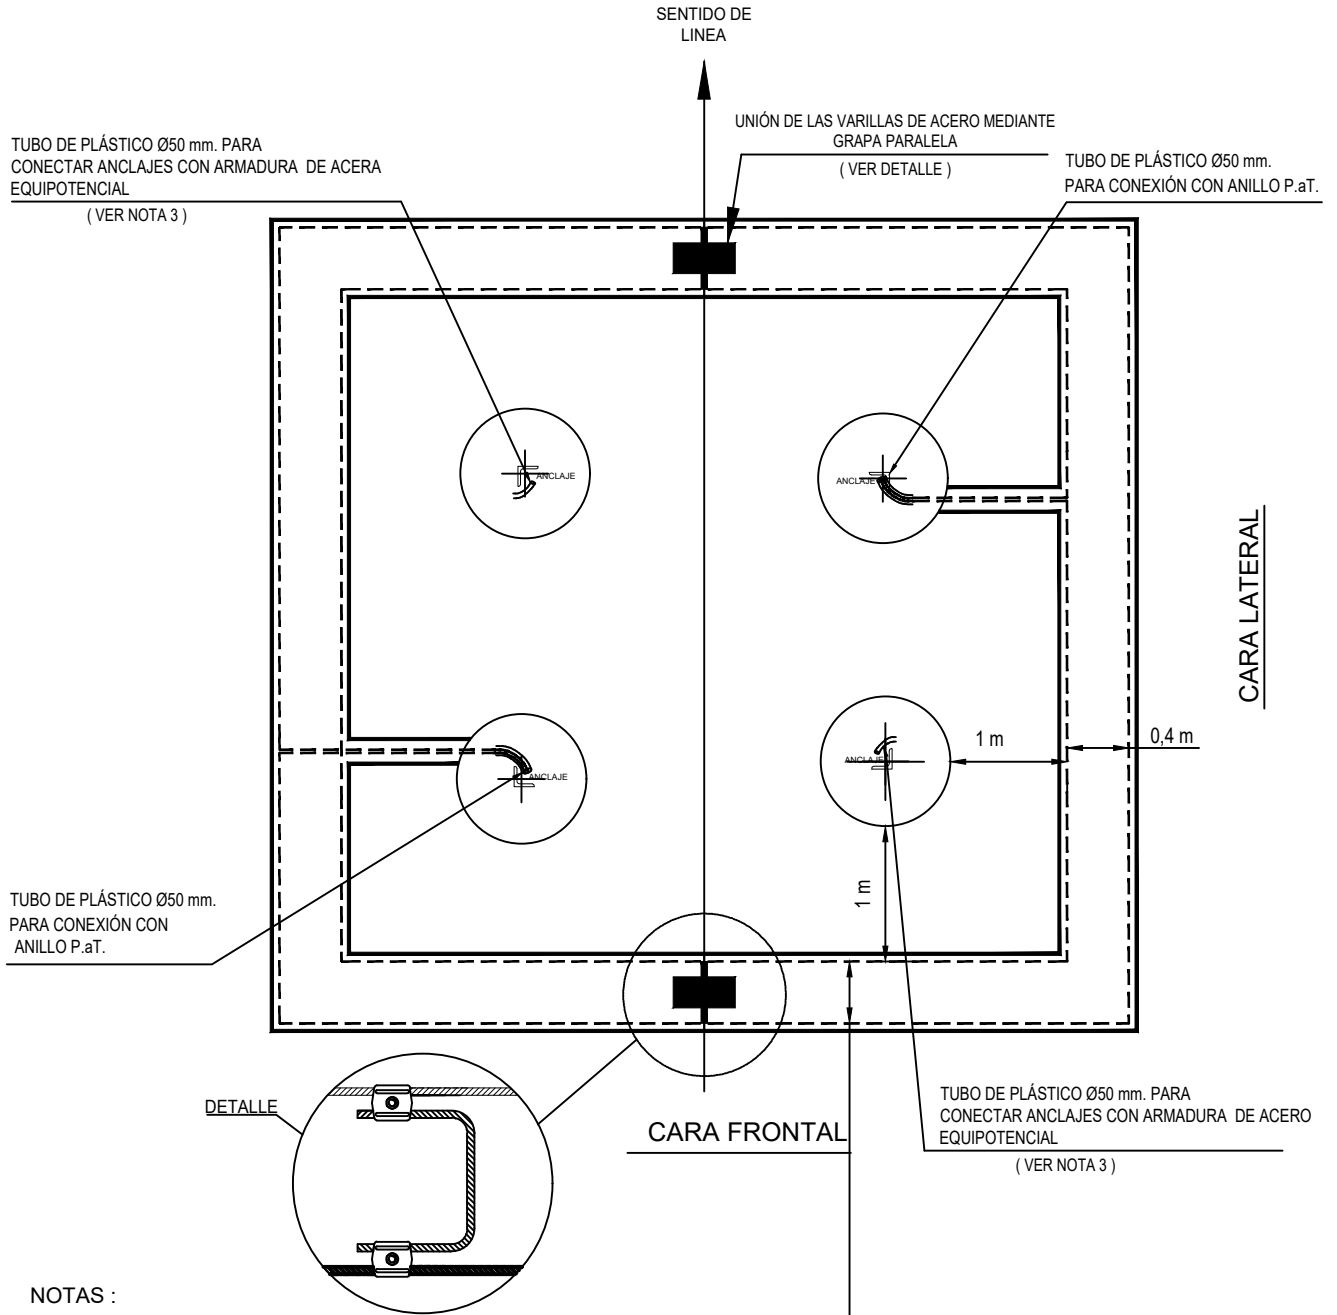 SENTIDO DE
LINEA
UNIÓN DE LAS VARILLAS DE ACERO MEDIANTE
GRAPA PARALELA
( VER DETALLE )
TUBO DE PLÁSTICO Ø50 mm. PARA
CONECTAR ANCLAJES CON ARMADURA DE ACERA
EQUIPOTENCIAL
( VER NOTA 3 )
TUBO DE PLÁSTICO Ø50 mm.
PARA CONEXIÓN CON ANILLO P.aT.
ANCLAJE
ANCLAJE
CARA LATERAL
1 m
0,4 m
ANCLAJE
ANCLAJE
1 m
TUBO DE PLÁSTICO Ø50 mm.
PARA CONEXIÓN CON
ANILLO P.aT.
DETALLE
CARA FRONTAL
TUBO DE PLÁSTICO Ø50 mm. PARA
CONECTAR ANCLAJES CON ARMADURA DE ACERO
EQUIPOTENCIAL
( VER NOTA 3 )
NOTAS :